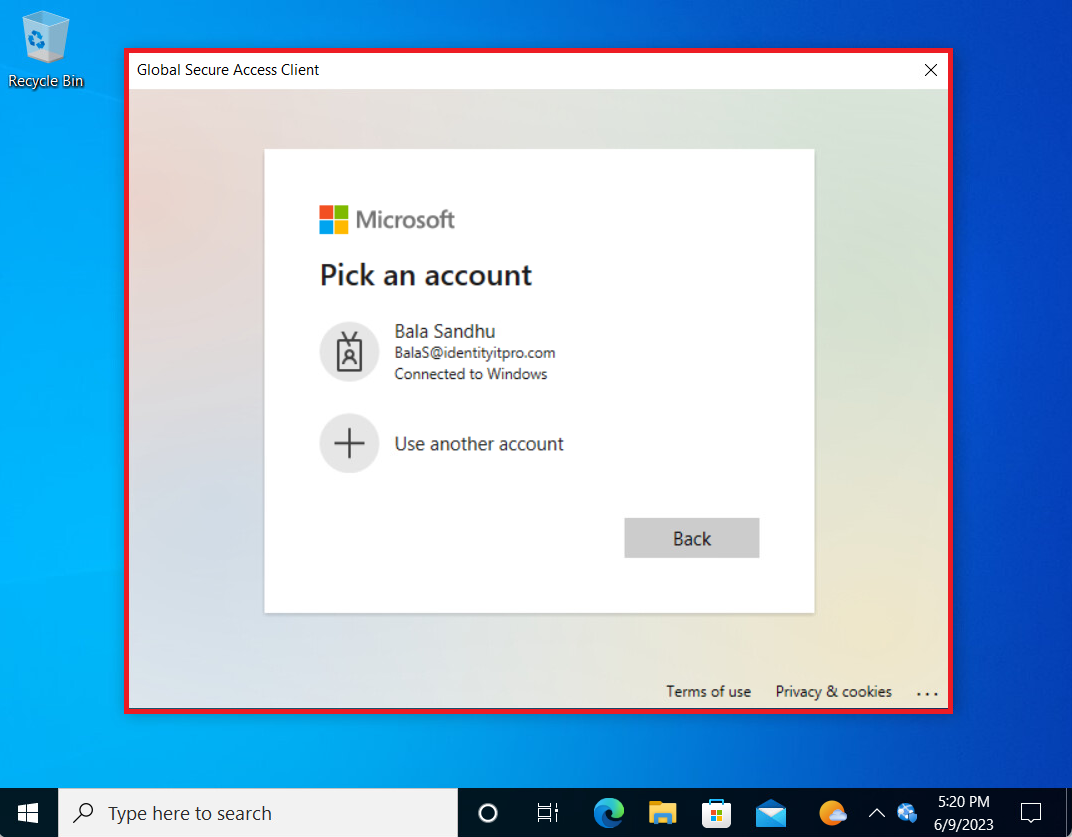 Recycle Bin
Global Secure Access Client
Microsoft
Pick an account
Bala Sandhu
BalaS@identityitpro.com
Connected to Windows
Use another account
Back
Terms of use Privacy & cookies ...
Type here to search
5:20 PM
6/9/2023